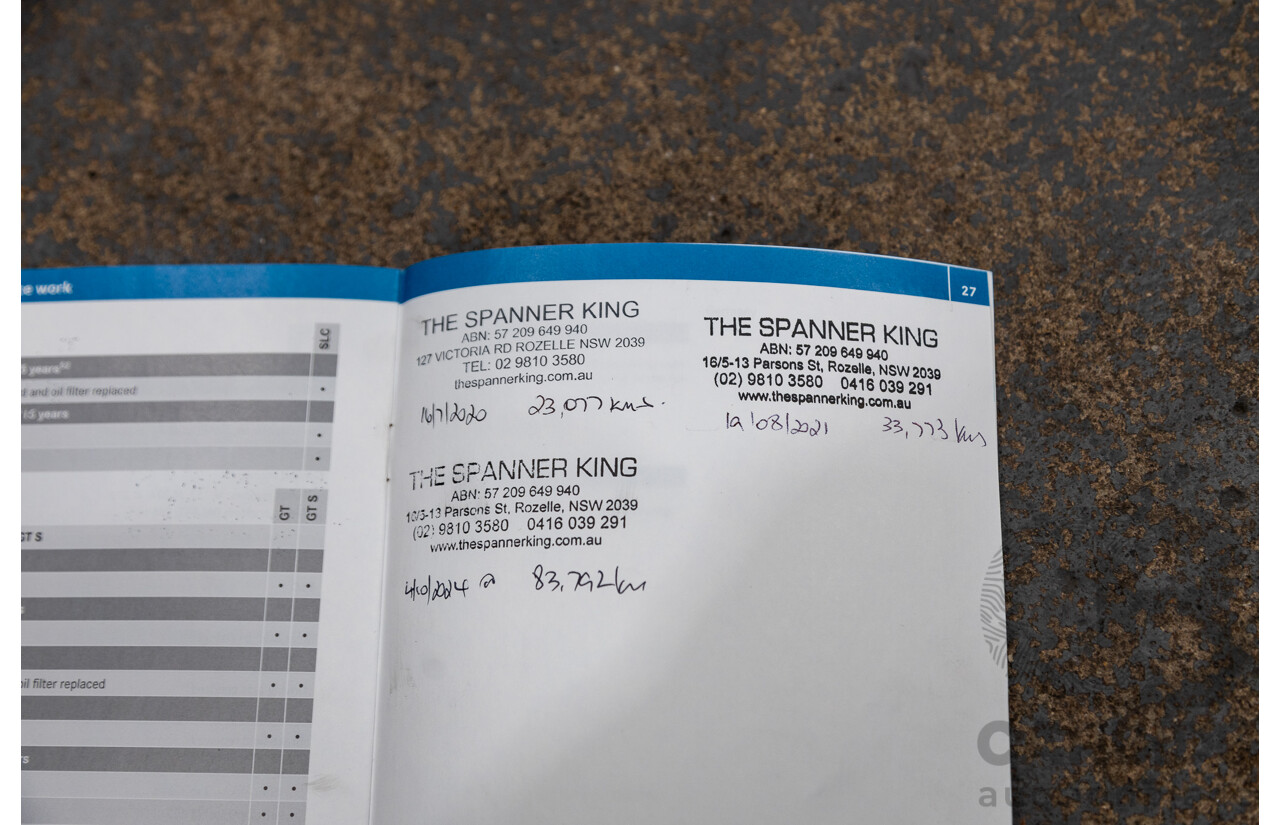 e work
SLC
years
and oil filter replaced
15 years
GT
GT S
GT S
oil filter replaced
27
THE SPANNER KING
ABN: 57 209 649 940
127 VICTORIA RD ROZELLE NSW 2039
TEL: 02 9810 3580
thespannerking.com.au
16/7/2020 23,077 kms.
THE SPANNER KING
ABN: 57 209 649 940
16/5-13 Parsons St, Rozelle, NSW 2039
(02) 9810 3580 0416 039 291
www.thespannerking.com.au
19/08/2021 33,773 kms
THE SPANNER KING
ABN: 57 209 649 940
16/5-13 Parsons St, Rozelle, NSW 2039
(02) 9810 3580 0416 039 291
www.thespannerking.com.au
4/10/2024 @ 83,792 km